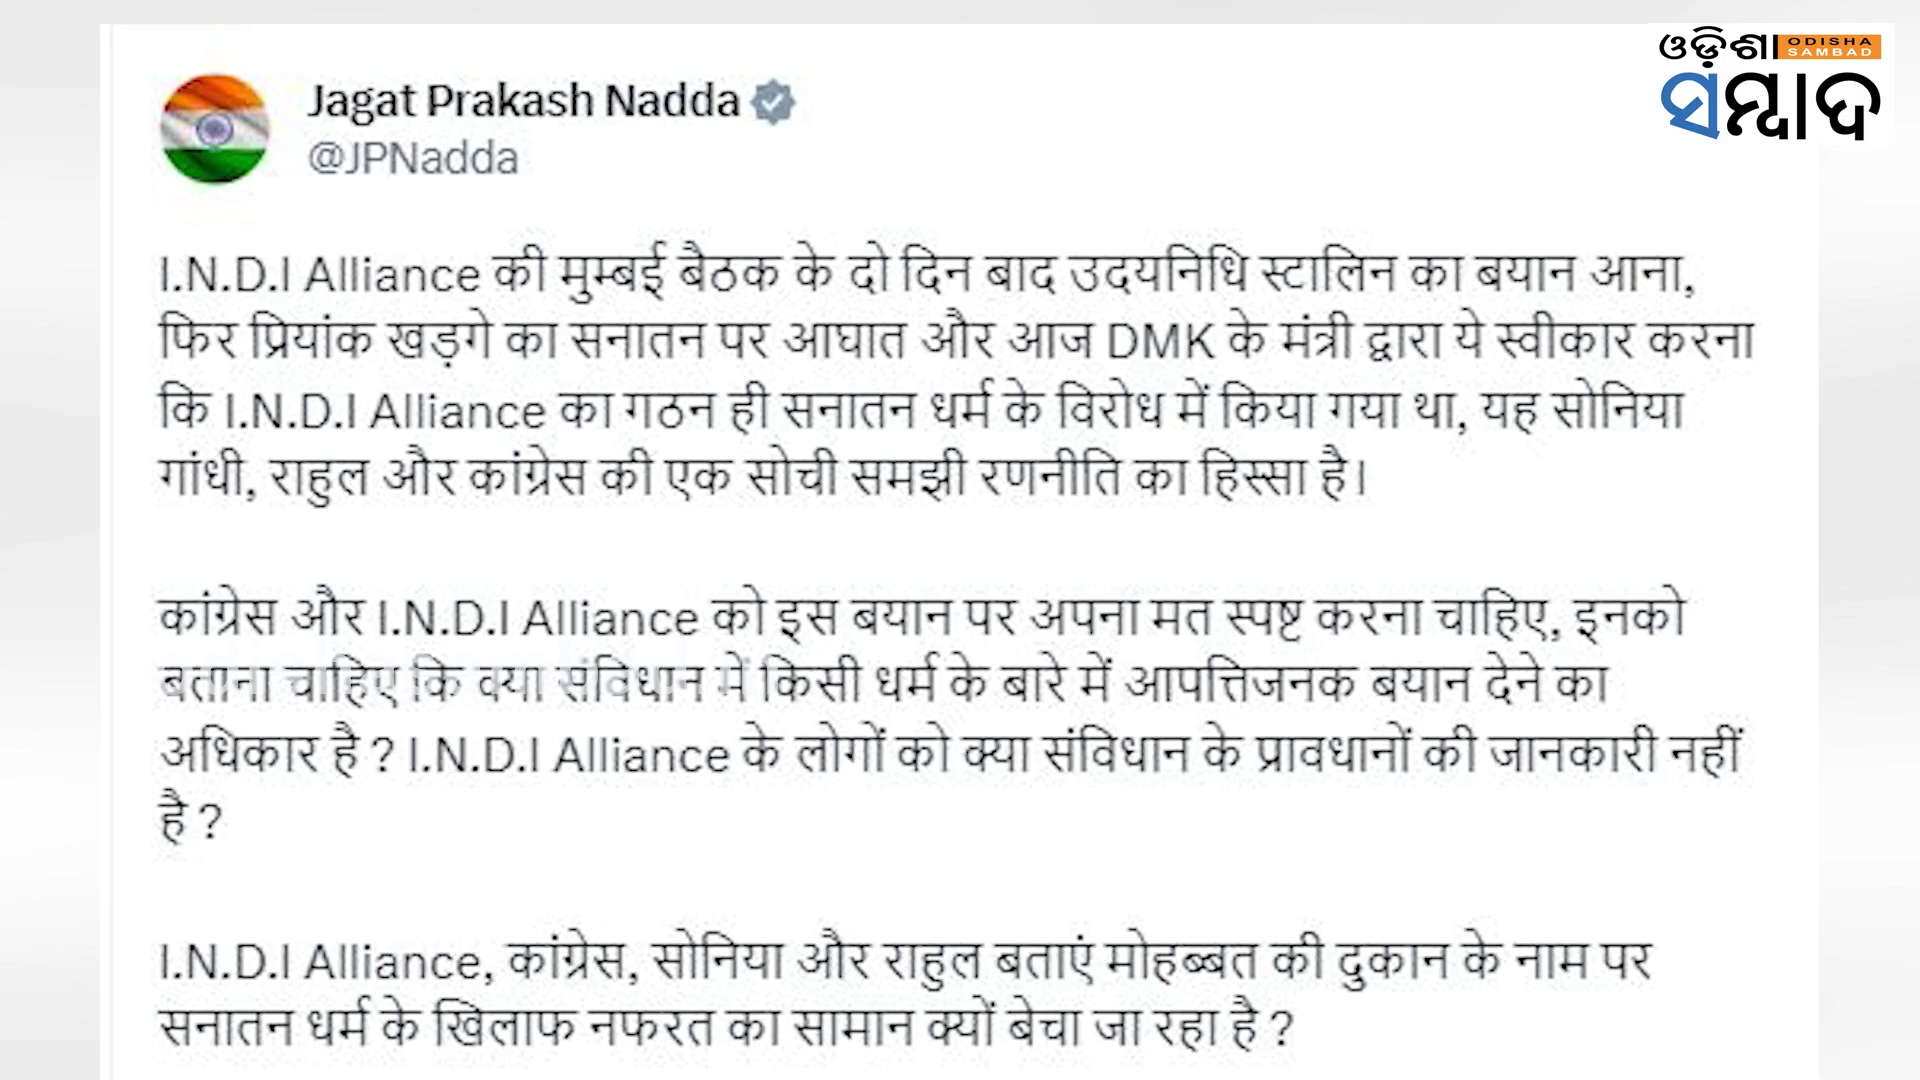 ଓଡ଼ିଶା ODISHA
SAMBAD
ସମ୍ବାଦ
Jagat Prakash Nadda
@JPNadda
I.N.D.I Alliance की मुम्बई बैठक के दो दिन बाद उदयनिधि स्टालिन का बयान आना,
फिर प्रियांक खड़गे का सनातन पर आघात और आज DMK के मंत्री द्वारा ये स्वीकार करना
कि I.N.D.I Alliance का गठन ही सनातन धर्म के विरोध में किया गया था, यह सोनिया
गांधी, राहुल और कांग्रेस की एक सोची समझी रणनीति का हिस्सा है।
कांग्रेस और I.N.D.I Alliance को इस बयान पर अपना मत स्पष्ट करना चाहिए, इनको
बताना चाहिए कि क्या संविधान में किसी धर्म के बारे में आपत्तिजनक बयान देने का
अधिकार है ? I.N.D.I Alliance के लोगों को क्या संविधान के प्रावधानों की जानकारी नहीं
है ?
I.N.D.I Alliance, कांग्रेस, सोनिया और राहुल बताएं मोहब्बत की दुकान के नाम पर
सनातन धर्म के खिलाफ नफरत का सामान क्यों बेचा जा रहा है ?